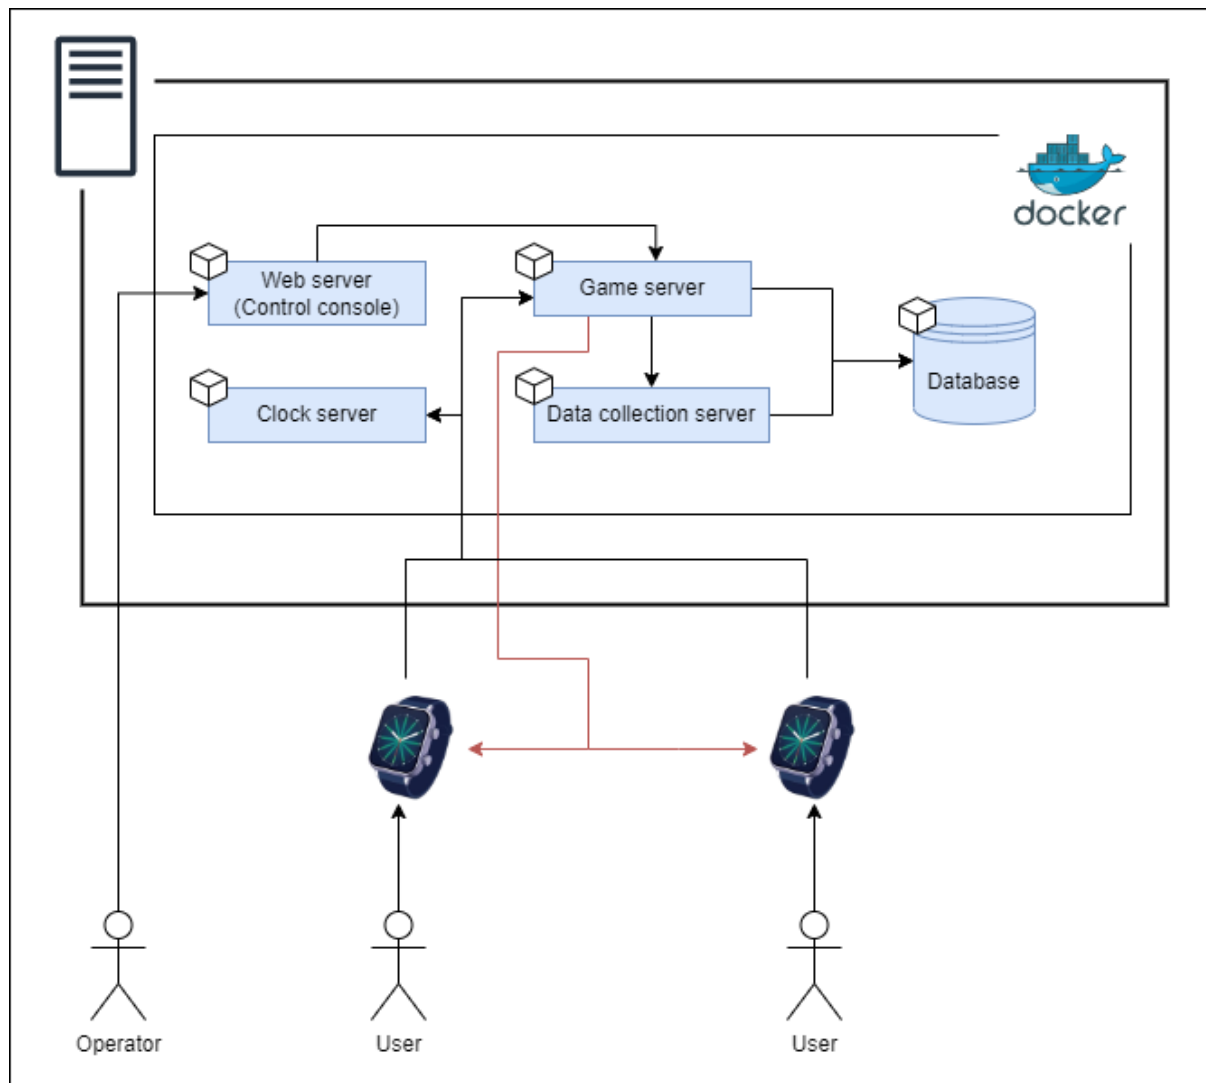 docker
Web server
(Control console)
Game server
Clock server
Data collection server
Database
Operator
User
User